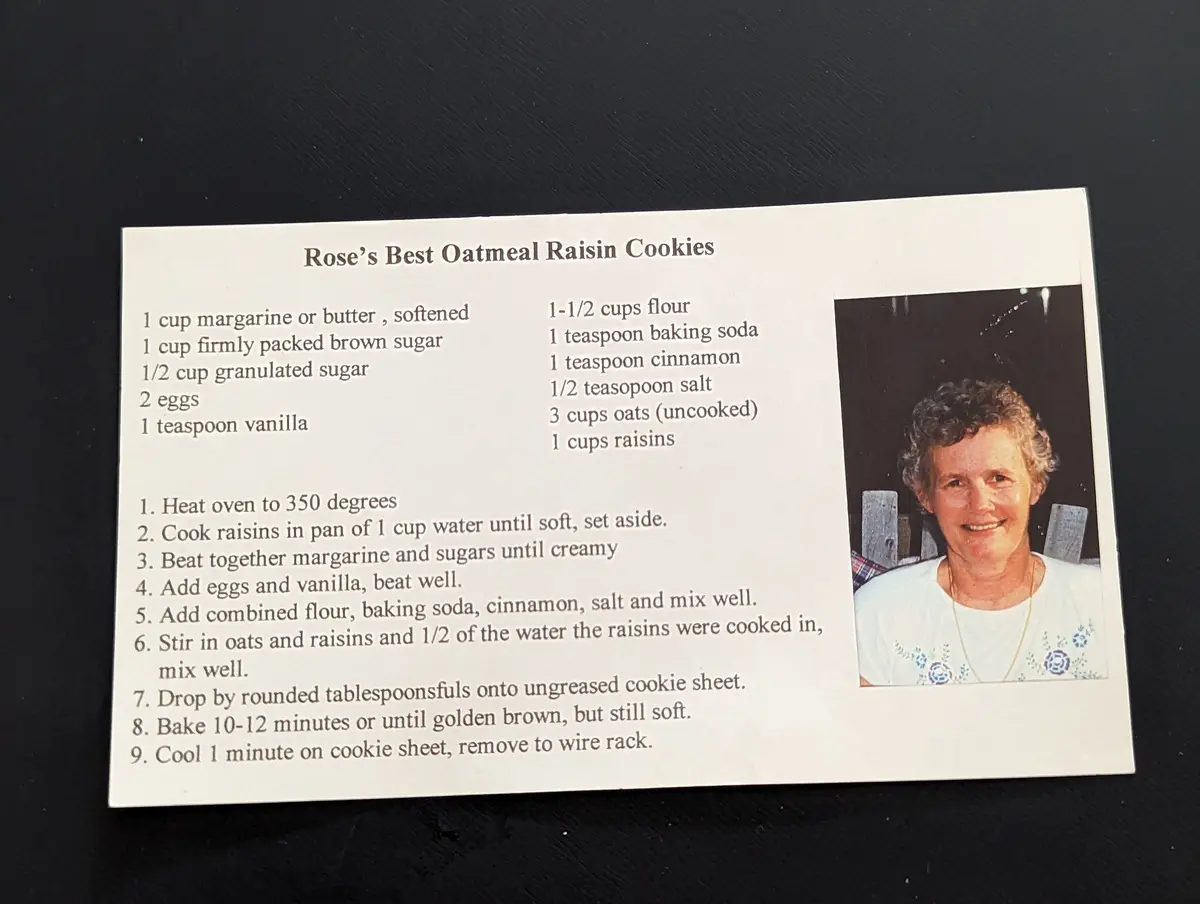 Rose's Best Oatmeal Raisin Cookies
1 cup margarine or butter , softened
1 cup firmly packed brown sugar
1/2 cup granulated sugar
2 eggs
1 teaspoon vanilla
1-1/2 cups flour
1 teaspoon baking soda
1 teaspoon cinnamon
1/2 teasopoon salt
3 cups oats (uncooked)
1 cups raisins
1. Heat oven to 350 degrees
2. Cook raisins in pan of 1 cup water until soft, set aside.
3. Beat together margarine and sugars until creamy
4. Add eggs and vanilla, beat well.
5. Add combined flour, baking soda, cinnamon, salt and mix well.
6. Stir in oats and raisins and 1/2 of the water the raisins were cooked in,
mix well.
7. Drop by rounded tablespoonsfuls onto ungreased cookie sheet.
8. Bake 10-12 minutes or until golden brown, but still soft.
9. Cool 1 minute on cookie sheet, remove to wire rack.